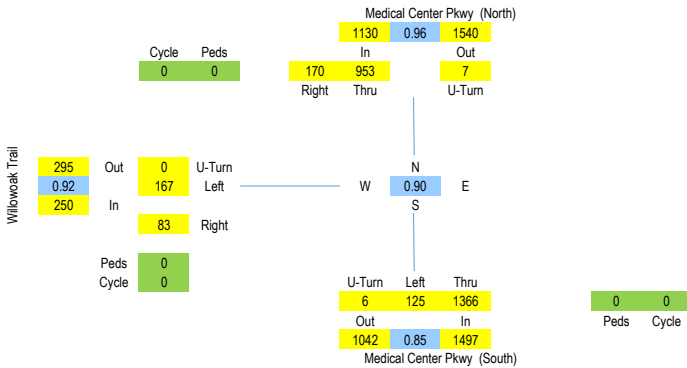 Medical Center Pkwy (North)
1130 0.96 1540
Cycle Peds In Out
0 0 170 953 7
Right Thru U-Turn
Willowoak Trail
295 Out 0 U-Turn N
0.92 167 Left W 0.90 E
250 In S
83 Right
Peds 0
Cycle 0 U-Turn Left Thru
6 125 1366 0 0
Out In Peds Cycle
1042 0.85 1497
Medical Center Pkwy (South)